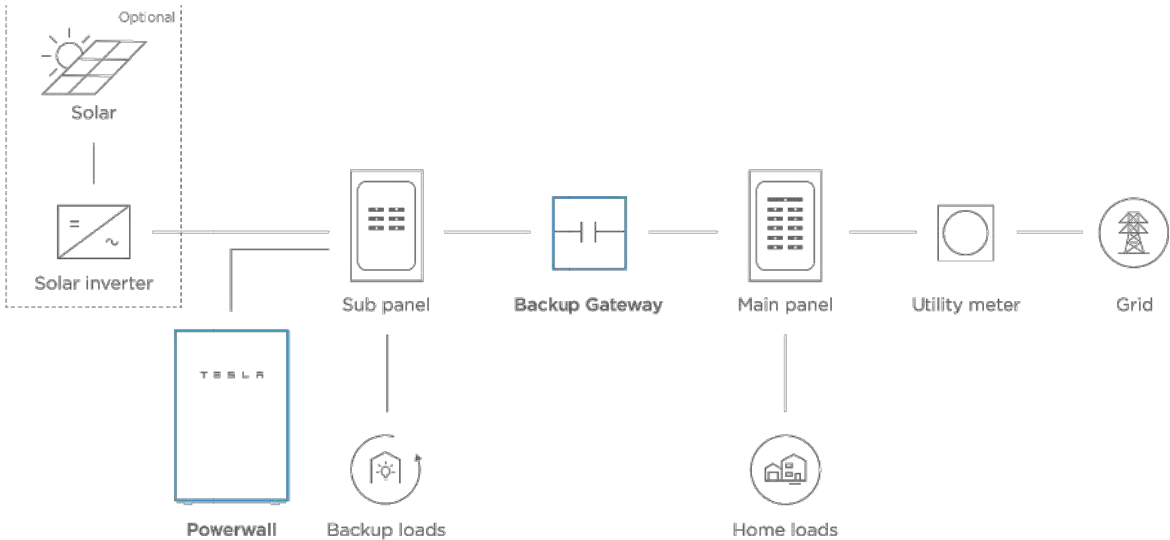 Optional
Solar
Solar inverter
Sub panel
Backup Gateway
Main panel
Utility meter
Grid
TESLA
Powerwall
Backup loads
Home loads